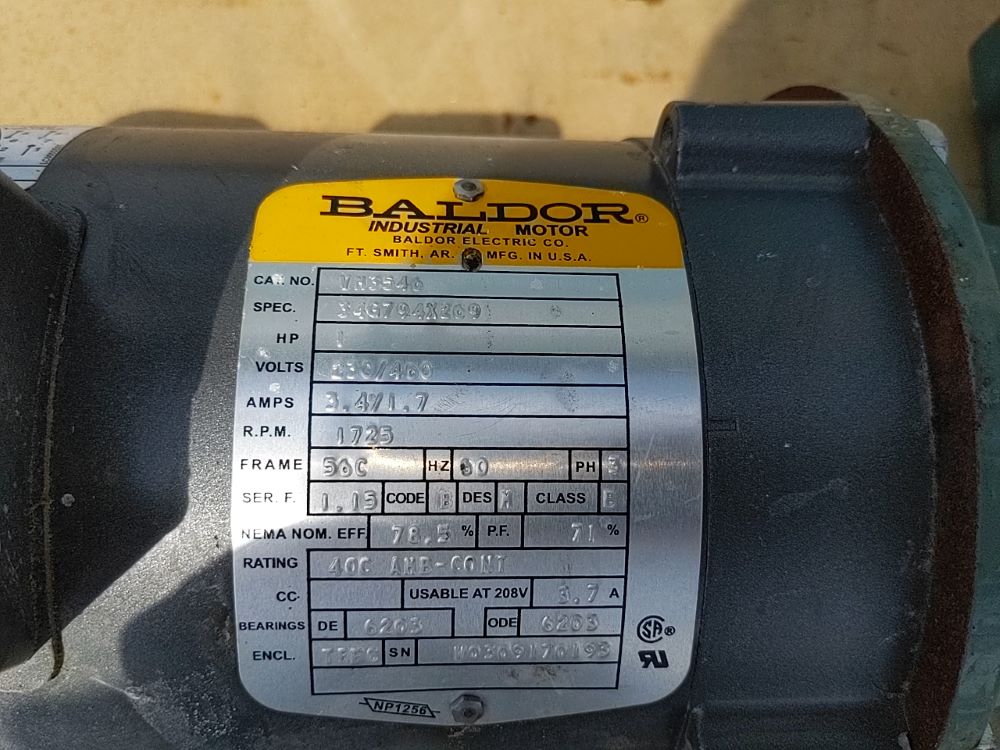 BALDOR®
INDUSTRIAL MOTOR
BALDOR ELECTRIC CO.
FT. SMITH, AR. MFG. IN U.S.A.
CAT. NO. VM3546
SPEC. 34G794X209
HP 1
VOLTS 230/460
AMPS 3.4/1.7
R.P.M. 1725
FRAME 56C HZ 60 PH 3
SER. F. 1.15 CODE DES CLASS B
NEMA NOM. EFF. 78.5 % P.F. 71 %
RATING 40C AMB-CONT
CC USABLE AT 208V 3.7 A
BEARINGS DE 6203 ODE 6203
ENCL. TEFC SN W0309170193
NP1256